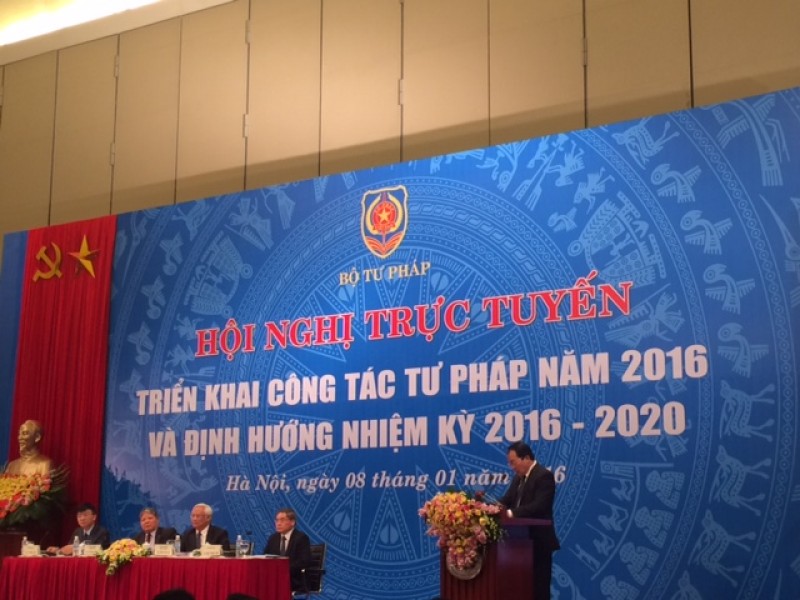 BỘ TƯ PHÁP
HỘI NGHỊ TRỰC TUYẾN
TRIỂN KHAI CÔNG TÁC TƯ PHÁP NĂM 2016
VÀ ĐỊNH HƯỚNG NHIỆM KỲ 2016 - 2020
Hà Nội, ngày 08 tháng 01 năm